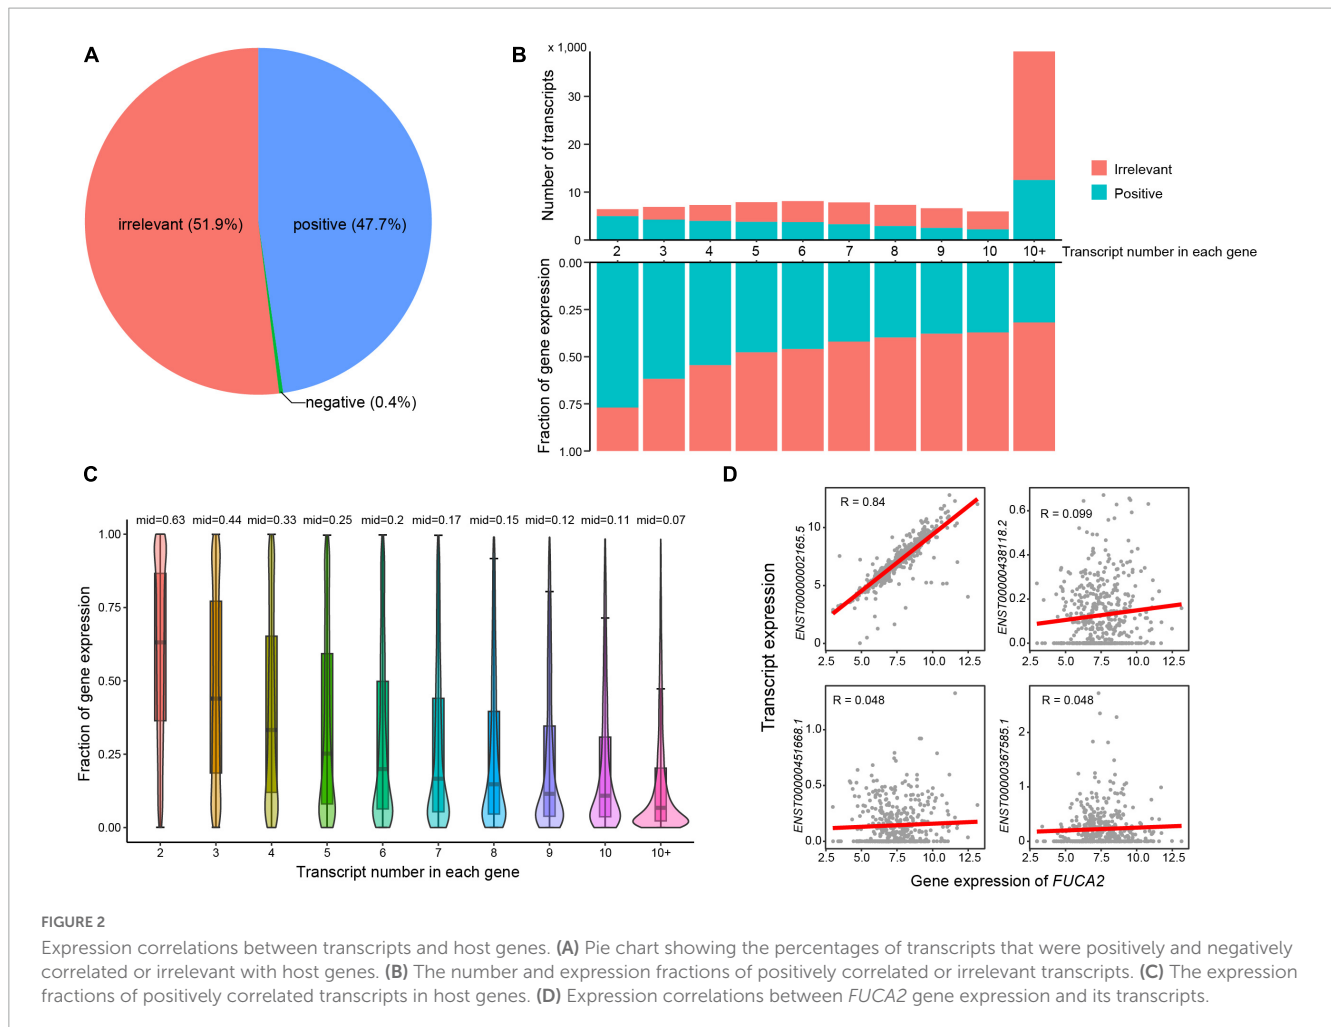 A
irrelevant (51.9%)
positive (47.7%)
negative (0.4%)
B
x 1,000
Number of transcripts
30
20
10
0
2 3 4 5 6 7 8 9 10 10+
Transcript number in each gene
Irrelevant
Positive
Fraction of gene expression
0.00
0.25
0.50
0.75
1.00
C
mid=0.63 mid=0.44 mid=0.33 mid=0.25 mid=0.2 mid=0.17 mid=0.15 mid=0.12 mid=0.11 mid=0.07
Fraction of gene expression
1.00
0.75
0.50
0.25
0.00
2 3 4 5 6 7 8 9 10 10+
Transcript number in each gene
D
Transcript expression
ENST00000002165.5
R = 0.84
10
5
0
2.5 5.0 7.5 10.0 12.5
ENST00000438118.2
R = 0.099
0.6
0.4
0.2
0.0
2.5 5.0 7.5 10.0 12.5
ENST00000451668.1
R = 0.048
1.0
0.5
0.0
2.5 5.0 7.5 10.0 12.5
ENST00000367585.1
R = 0.048
2
1
0
2.5 5.0 7.5 10.0 12.5
Gene expression of FUCA2
FIGURE 2
Expression correlations between transcripts and host genes. (A) Pie chart showing the percentages of transcripts that were positively and negatively
correlated or irrelevant with host genes. (B) The number and expression fractions of positively correlated or irrelevant transcripts. (C) The expression
fractions of positively correlated transcripts in host genes. (D) Expression correlations between FUCA2 gene expression and its transcripts.